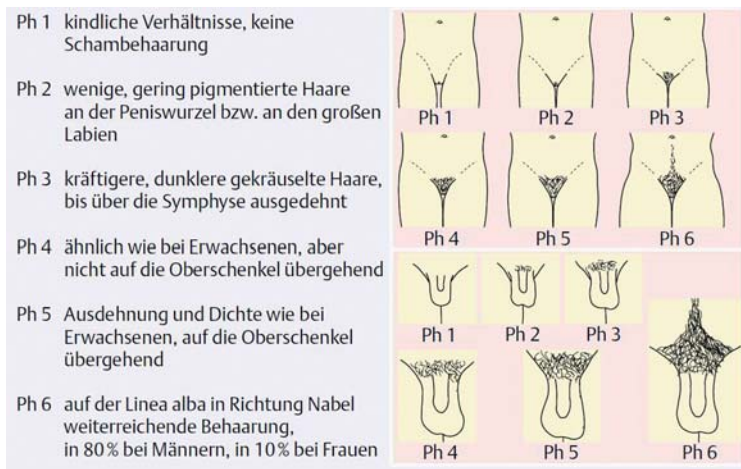 Ph 1 kindliche Verhältnisse, keine
Schambehaarung
Ph 2 wenige, gering pigmentierte Haare
an der Peniswurzel bzw. an den großen
Labien
Ph 3 kräftigere, dunklere gekräuselte Haare,
bis über die Symphyse ausgedehnt
Ph 4 ähnlich wie bei Erwachsenen, aber
nicht auf die Oberschenkel übergehend
Ph 5 Ausdehnung und Dichte wie bei
Erwachsenen, auf die Oberschenkel
übergehend
Ph 6 auf der Linea alba in Richtung Nabel
weiterreichende Behaarung,
in 80% bei Männern, in 10% bei Frauen
Ph 1 Ph 2 Ph 3
Ph 4 Ph 5 Ph 6
Ph 1 Ph 2 Ph 3
Ph 4 Ph 5 Ph 6